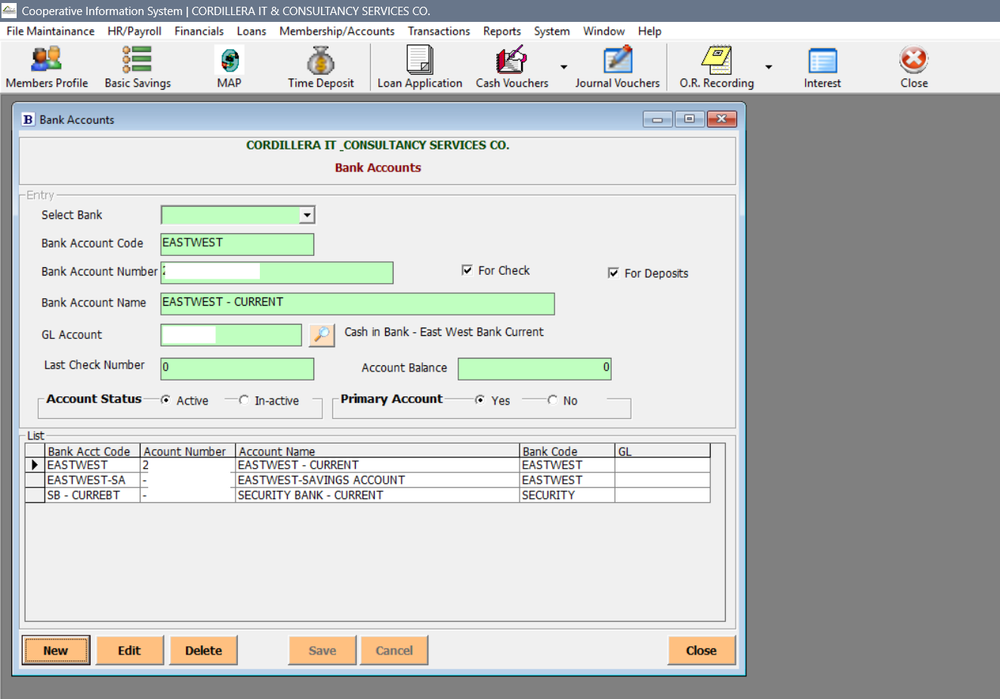 Cooperative Information System | CORDILLERA IT & CONSULTANCY SERVICES CO.
File Maintainance HR/Payroll Financials Loans Membership/Accounts Transactions Reports System Window Help
Members Profile Basic Savings MAP Time Deposit Loan Application Cash Vouchers Journal Vouchers O.R. Recording Interest Close
B Bank Accounts
CORDILLERA IT _CONSULTANCY SERVICES CO.
Bank Accounts
Entry
Select Bank
Bank Account Code EASTWEST
Bank Account Number For Check For Deposits
Bank Account Name EASTWEST - CURRENT
GL Account Cash in Bank - East West Bank Current
Last Check Number 0 Account Balance 0
Account Status Active In-active Primary Account Yes No
List
Bank Acct Code Acount Number Account Name Bank Code GL
EASTWEST 2 EASTWEST - CURRENT EASTWEST
EASTWEST-SA - EASTWEST-SAVINGS ACCOUNT EASTWEST
SB - CURREBT - SECURITY BANK - CURRENT SECURITY
New Edit Delete Save Cancel Close